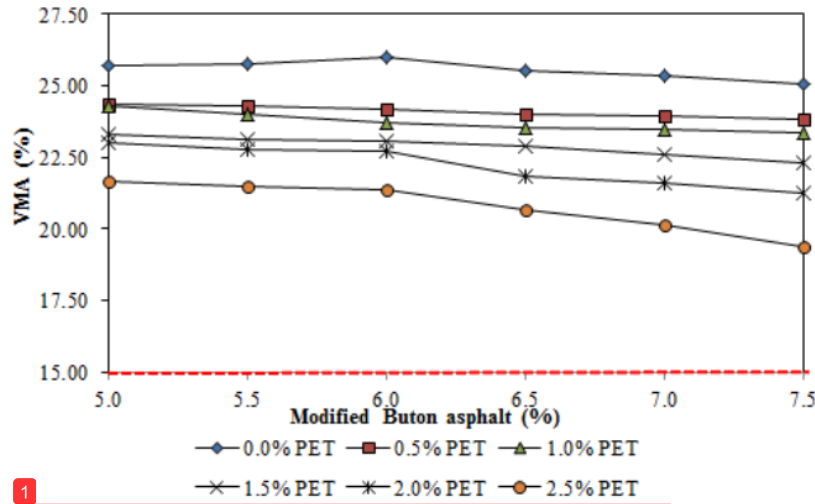 27.50
25.00
22.50
20.00
17.50
15.00
VMA (%)
5.0 5.5 6.0 6.5 7.0 7.5
Modified Buton asphalt (%)
0.0% PET 0.5% PET 1.0% PET
1.5% PET 2.0% PET 2.5% PET
1